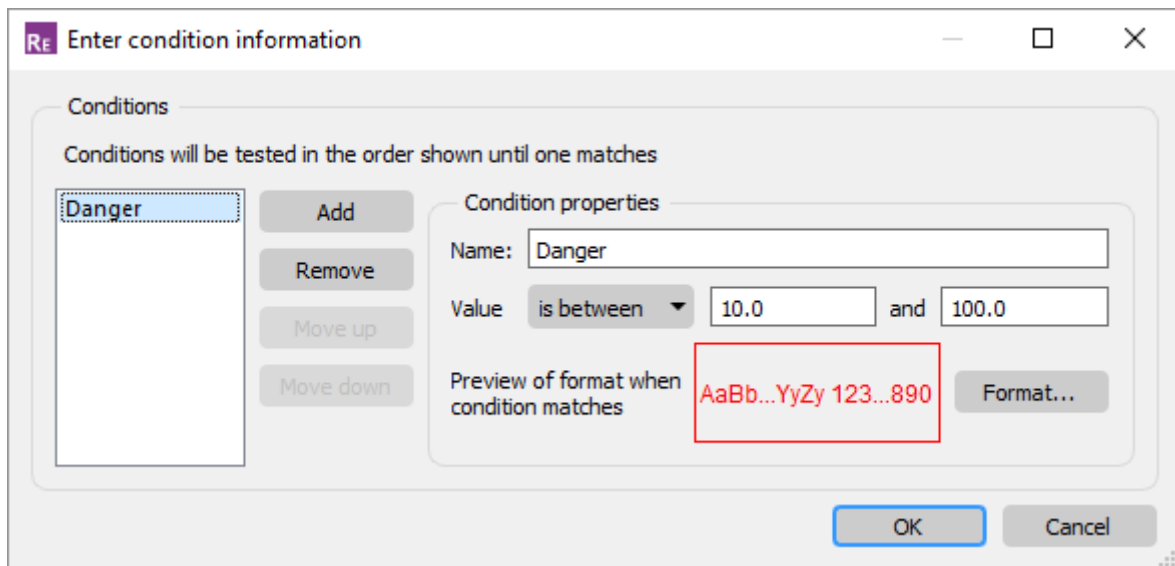 RE Enter condition information
Conditions
Conditions will be tested in the order shown until one matches
Danger
Add
Remove
Move up
Move down
Condition properties
Name: Danger
Value is between 10.0 and 100.0
Preview of format when
condition matches
AaBb...YyZy 123...890
Format...
OK Cancel